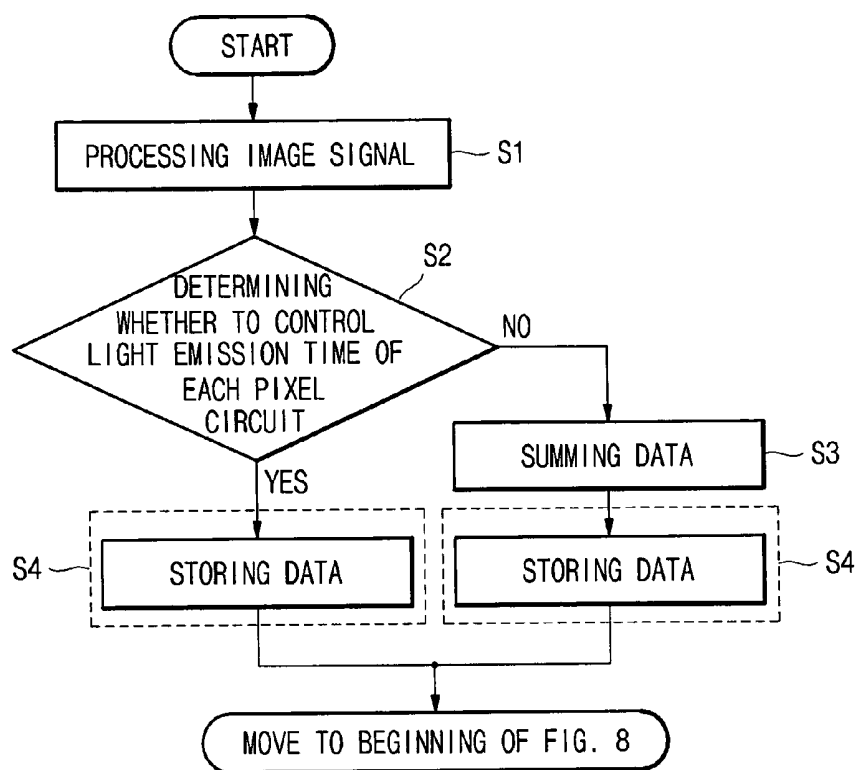 START
PROCESSING IMAGE SIGNAL
S1
S2
DETERMINING
WHETHER TO CONTROL
LIGHT EMISSION TIME OF
EACH PIXEL
CIRCUIT
NO
YES
SUMMING DATA
S3
S4
STORING DATA
STORING DATA
S4
MOVE TO BEGINNING OF FIG. 8